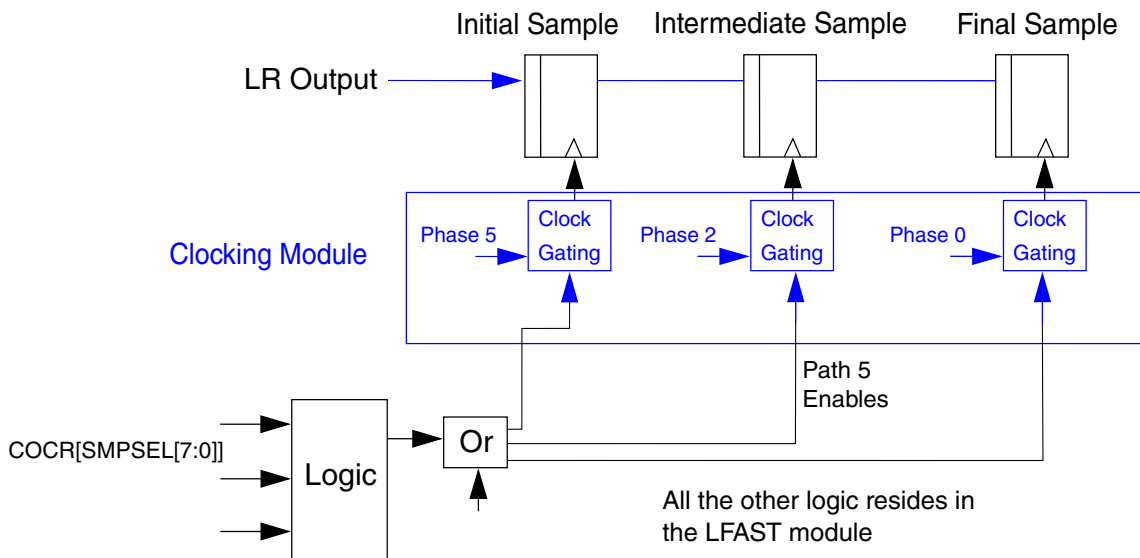 Initial Sample
Intermediate Sample
Final Sample
LR Output
Clocking Module
Phase 5
Clock
Gating
Phase 2
Clock
Gating
Phase 0
Clock
Gating
Path 5
Enables
COCR[SMPSEL[7:0]]
Logic
Or
All the other logic resides in
the LFAST module